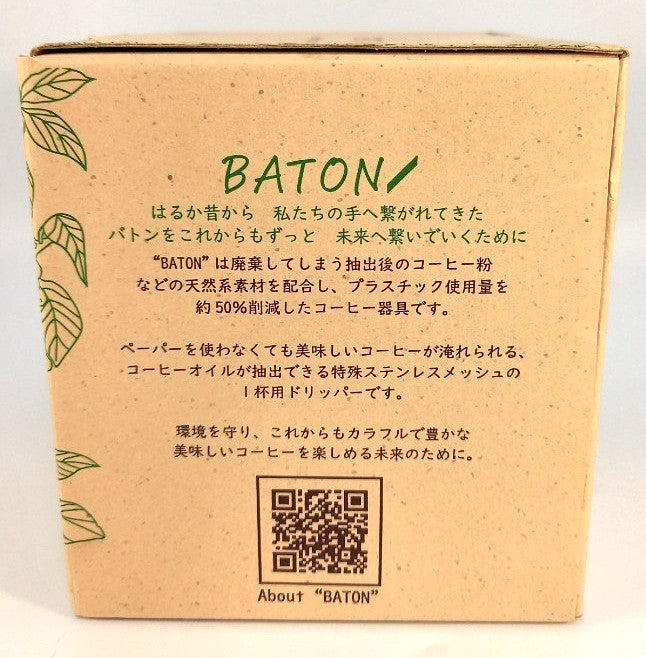 BATON
はるか昔から 私たちの手へ繋がれてきた
バトンをこれからもずっと 未来へ繋いでいくために
“BATON”は廃棄してしまう抽出後のコーヒー粉
などの天然系素材を配合し、プラスチック使用量を
約50%削減したコーヒー器具です。
ペーパーを使わなくても美味しいコーヒーが淹れられる、
コーヒーオイルが抽出できる特殊ステンレスメッシュの
1杯用ドリッパーです。
環境を守り、これからもカラフルで豊かな
美味しいコーヒーを楽しめる未来のために。
About “BATON”